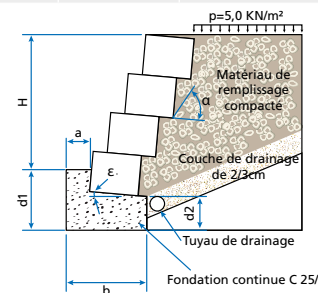 p=5,0 KN/m²
H
Matériau de
remplissage
compacté
α
a
Couche de drainage
de 2/3cm
ε
d1
d2
Tuyau de drainage
Fondation continue C 25/
b